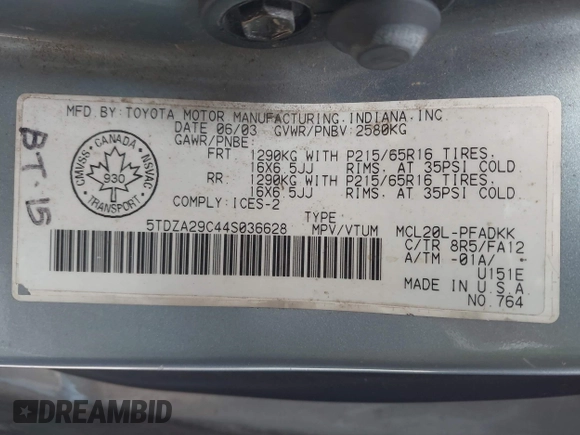 MFD.BY:TOYOTA MOTOR MANUFACTURING.INDIANA.INC
DATE 06/03 GVWR/PNBV:2580KG
GAWR/PNBE:
FRT 1290KG WITH P215/65R16 TIRES.
16X6.5JJ RIMS. AT 35PSI COLD
RR 1290KG WITH P215/65R16 TIRES.
16X6.5JJ RIMS. AT 35PSI COLD
COMPLY:ICES-2
CANADA
CMVSS NSVAC
930
TRANSPORT
BT-15
TYPE
5TDZA29C44S036628 MPV/VTUM MCL20L-PFADKK
C/TR 8R5/FA12
A/TM -01A/ -
U151E
MADE IN U.S.A
NO.764
DREAMBID